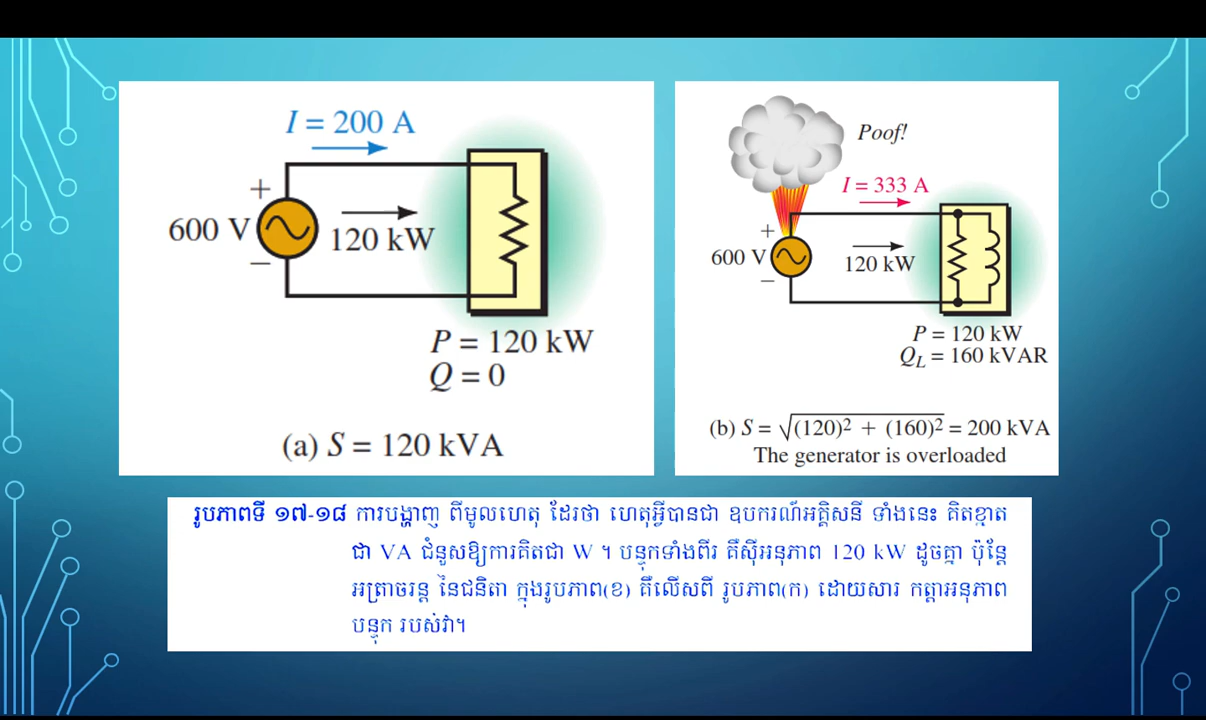 I = 200 A
+
600 V
120 kW
−
P = 120 kW
Q = 0
(a) S = 120 kVA
Poof!
I = 333 A
+
600 V
120 kW
−
P = 120 kW
Q_L = 160 kVAR
(b) S = √(120)² + (160)² = 200 kVA
The generator is overloaded
រូបភាពទី ១៧-១៨ ការបង្ហាញ ពីមូលហេតុ ដែរថា ហេតុអ្វីបានជា ឧបករណ៍អគ្គិសនី ទាំងនេះ គិតខ្នាត
ជា VA ជំនួសឱ្យការគិតជា W ។ បន្ទុកទាំងពីរ គឺស៊ីអនុភាព 120 kW ដូចគ្នា ប៉ុន្តែ
អត្រាចរន្ត នៃជនិតា ក្នុងរូបភាព(ខ) គឺលើសពី រូបភាព(ក) ដោយសារ កត្តាអនុភាព
បន្ទុក របស់វា។